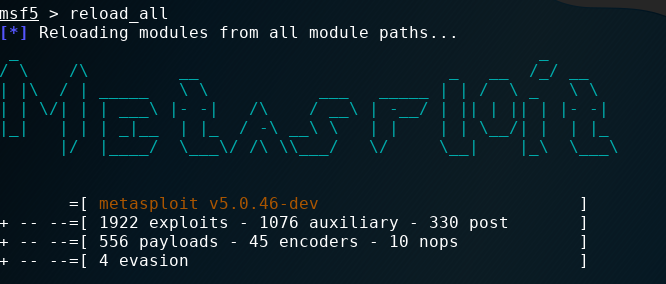 msf5 > reload_all
[*] Reloading modules from all module paths...
METASPLOIT
=[ metasploit v5.0.46-dev ]
+ -- --=[ 1922 exploits - 1076 auxiliary - 330 post ]
+ -- --=[ 556 payloads - 45 encoders - 10 nops ]
+ -- --=[ 4 evasion ]